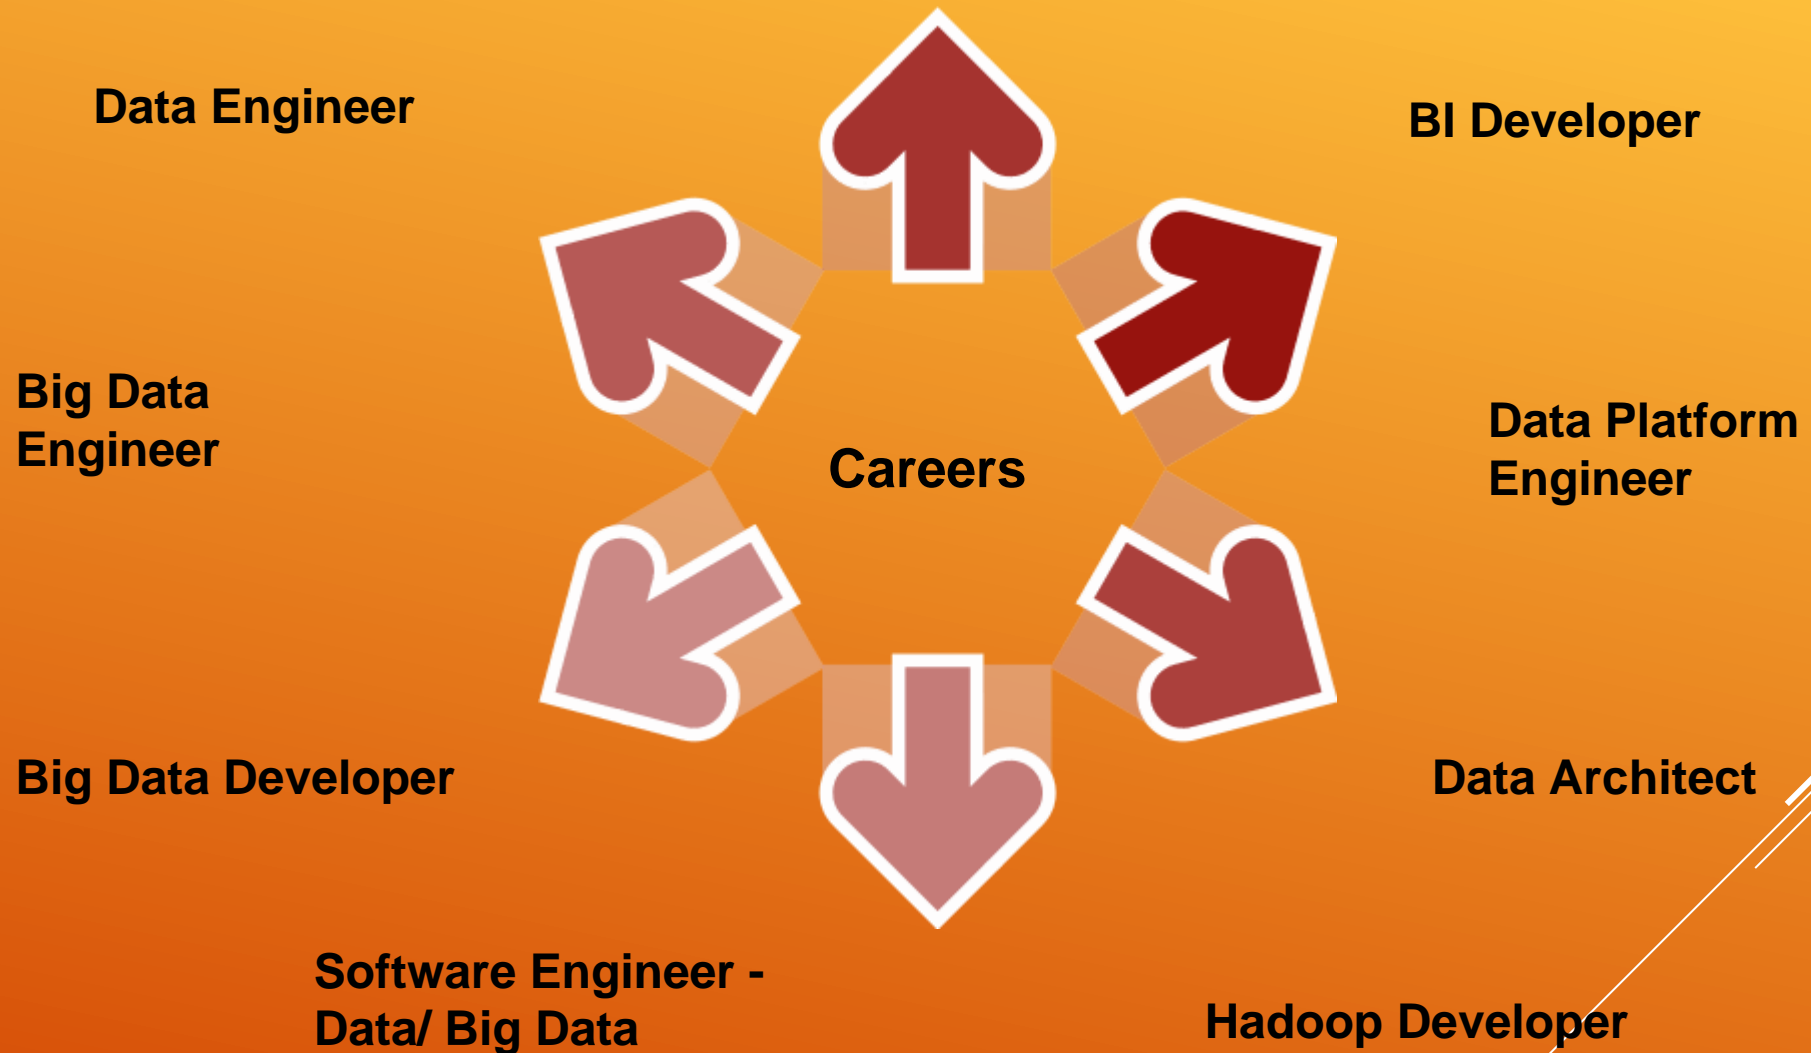 Data Engineer
BI Developer
Big Data
Engineer
Data Platform
Engineer
Careers
Big Data Developer
Data Architect
Software Engineer -
Data/ Big Data
Hadoop Developer